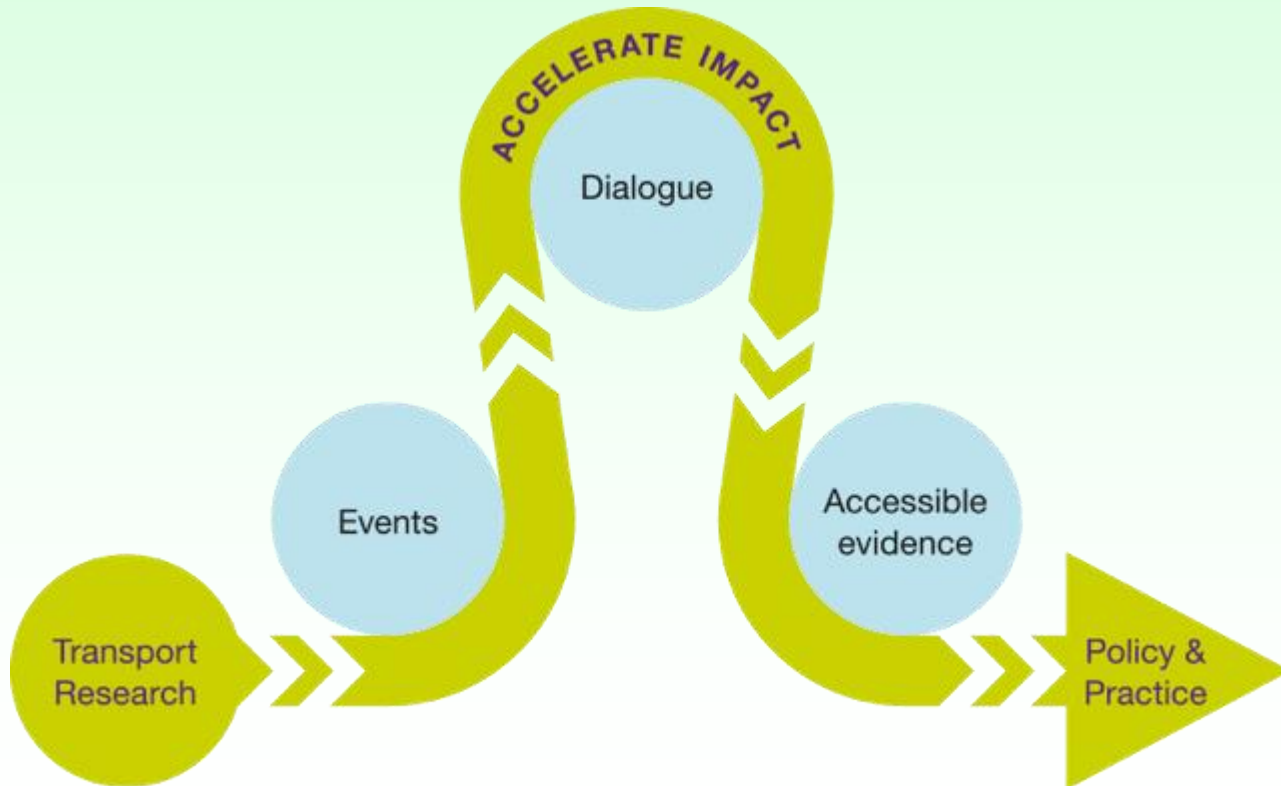 ACCELERATE IMPACT
Dialogue
Events
Accessible
evidence
Transport
Research
Policy &
Practice